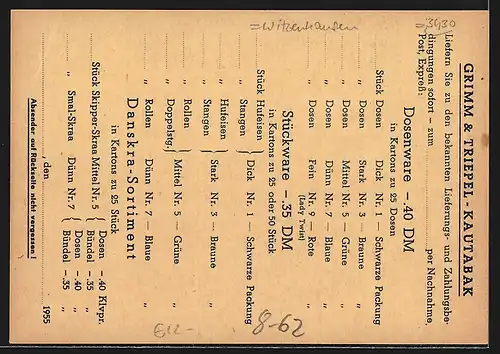 GRIMM & TRIEPEL - KAUTABAK
Liefern Sie zu den bekannten Lieferungs- und Zahlungsbe-
dingungen sofort – zum per Nachnahme,
Post, Expreß:
Dosenware –.40 DM
in Kartons zu 25 Dosen
Stück Dosen Dick Nr. 1 – Schwarze Packung
„ Dosen Stark Nr. 3 – Braune „
„ Dosen Mittel Nr. 5 – Grüne „
„ Dosen Dünn Nr. 7 – Blaue „
„ Dosen Fein Nr. 9 – Rote „
(Lady Twist)
Stückware –.35 DM
in Kartons zu 25 oder 50 Stück
Stück Hufeisen } Dick Nr. 1 – Schwarze Packung
„ Stangen
„ Hufeisen } Stark Nr. 3 – Braune „
„ Stangen
„ Rollen } Mittel Nr. 5 – Grüne „
„ Doppelstg.
„ Rollen Dünn Nr. 7 – Blaue „
Danskra-Sortiment
in Kartons zu 25 Stück
Stück Skipper-Skraa Mittel Nr. 5 { Dosen –.40 Klvpr.
Bündel –.35 „
„ Smal-Skraa Dünn Nr. 7 { Dosen –.40 „
Bündel –.35 „
, den 1955
Absender auf Rückseite nicht vergessen!
=Witzenhausen
=3430
8-62